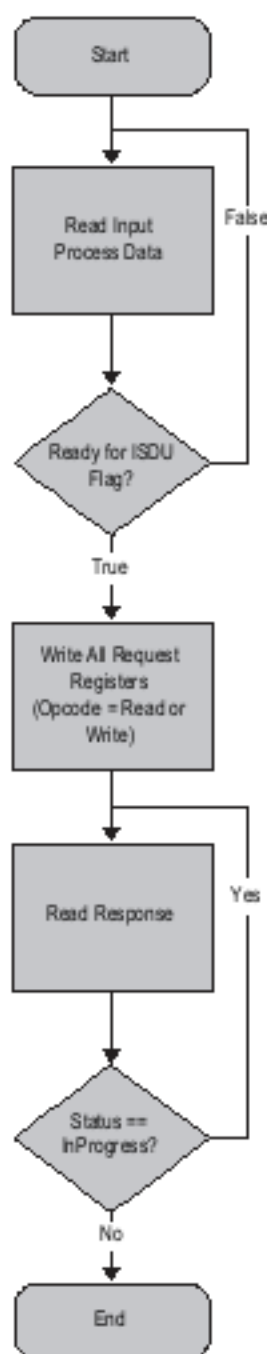 Start
Read Input
Process Data
False
Ready for ISDU
Flag?
True
Write All Request
Registers
(Opcode = Read or
Write)
Read Response
Yes
Status ==
InProgress?
No
End